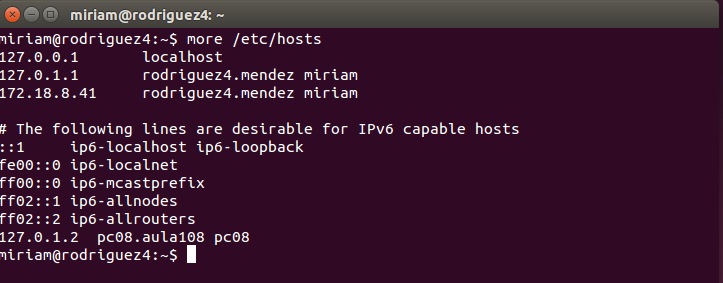 miriam@rodriguez4: ~
miriam@rodriguez4:~$ more /etc/hosts
127.0.0.1       localhost
127.0.1.1       rodriguez4.mendez miriam
172.18.8.41     rodriguez4.mendez miriam

# The following lines are desirable for IPv6 capable hosts
::1     ip6-localhost ip6-loopback
fe00::0 ip6-localnet
ff00::0 ip6-mcastprefix
ff02::1 ip6-allnodes
ff02::2 ip6-allrouters
127.0.1.2  pc08.aula108 pc08
miriam@rodriguez4:~$